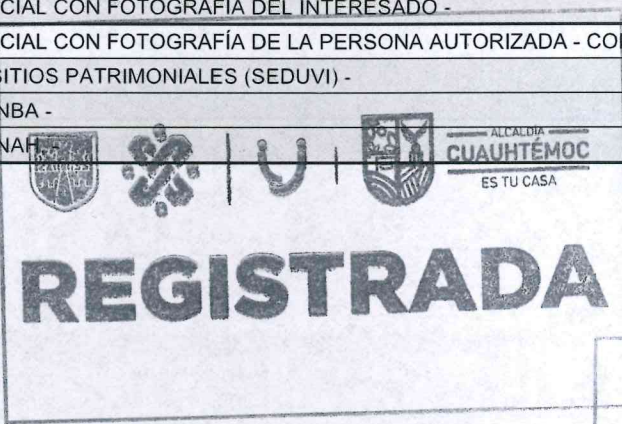 CIAL CON FOTOGRAFÍA DEL INTERESADO -
CIAL CON FOTOGRAFÍA DE LA PERSONA AUTORIZADA - CO
SITIOS PATRIMONIALES (SEDUVI) -
NBA -
NAH -
ALCALDÍA
CUAUHTÉMOC
ES TU CASA
REGISTRADA